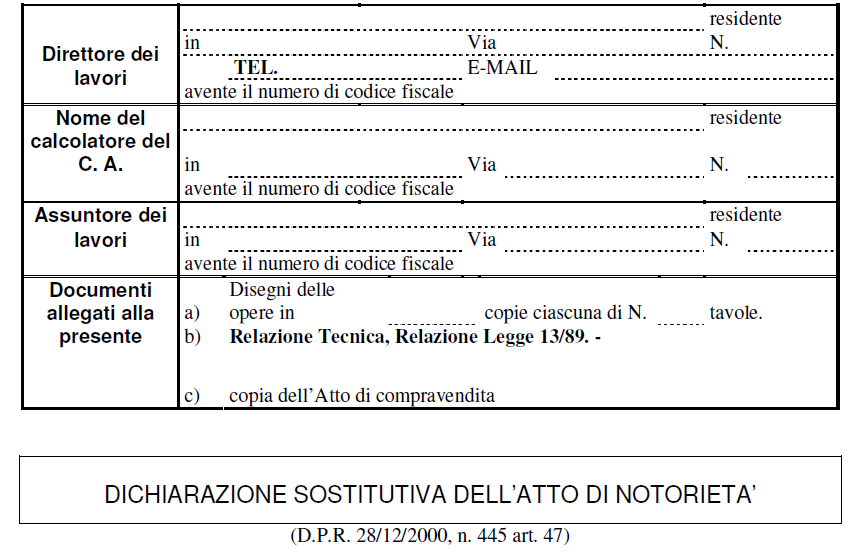 residente
Direttore dei lavori
in Via N.
TEL. E-MAIL
avente il numero di codice fiscale
Nome del calcolatore del C. A.
residente
in Via N.
avente il numero di codice fiscale
Assuntore dei lavori
residente
in Via N.
avente il numero di codice fiscale
Documenti allegati alla presente
Disegni delle
a) opere in copie ciascuna di N. tavole.
b) Relazione Tecnica, Relazione Legge 13/89. -
c) copia dell'Atto di compravendita
DICHIARAZIONE SOSTITUTIVA DELL'ATTO DI NOTORIETA'
(D.P.R. 28/12/2000, n. 445 art. 47)